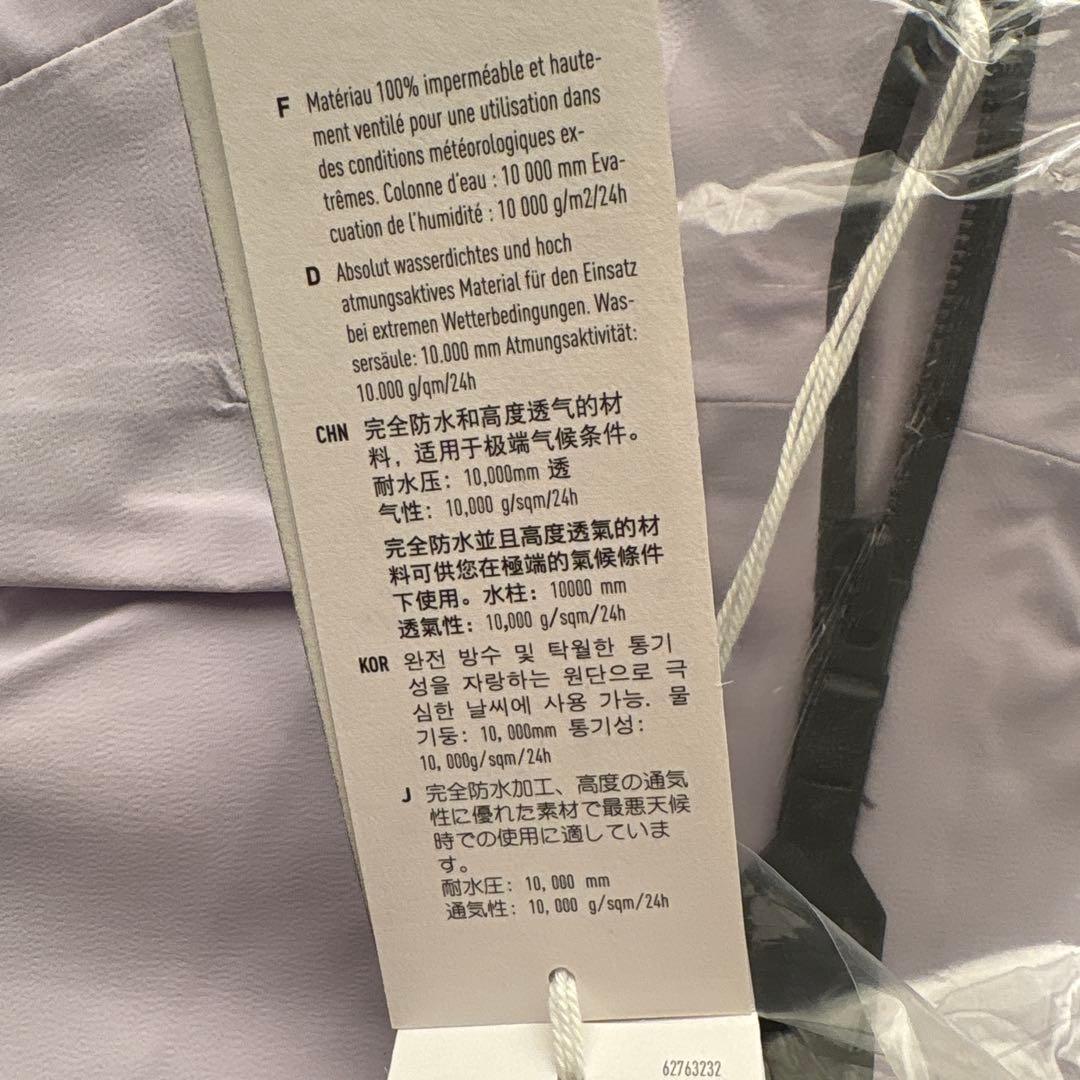 F Matériau 100% imperméable et haute-
ment ventilé pour une utilisation dans
des conditions météorologiques ex-
trêmes. Colonne d'eau : 10 000 mm Eva-
cuation de l'humidité : 10 000 g/m2/24h
D Absolut wasserdichtes und hoch
atmungsaktives Material für den Einsatz
bei extremen Wetterbedingungen. Was-
sersäule: 10.000 mm Atmungsaktivität:
10.000 g/qm/24h
CHN 完全防水和高度透气的材
料，适用于极端气候条件。
耐水压：10,000mm 透
气性：10,000 g/sqm/24h
完全防水並且高度透氣的材
料可供您在極端的氣候條件
下使用。水柱：10000 mm
透氣性：10,000 g/sqm/24h
KOR 완전 방수 및 탁월한 통기
성을 자랑하는 원단으로 극
심한 날씨에 사용 가능. 물
기둥: 10, 000mm 통기성:
10, 000g/sqm/24h
J 完全防水加工、高度の通気
性に優れた素材で最悪天候
時での使用に適していま
す。
耐水圧：10, 000 mm
通気性：10, 000 g/sqm/24h
62763232